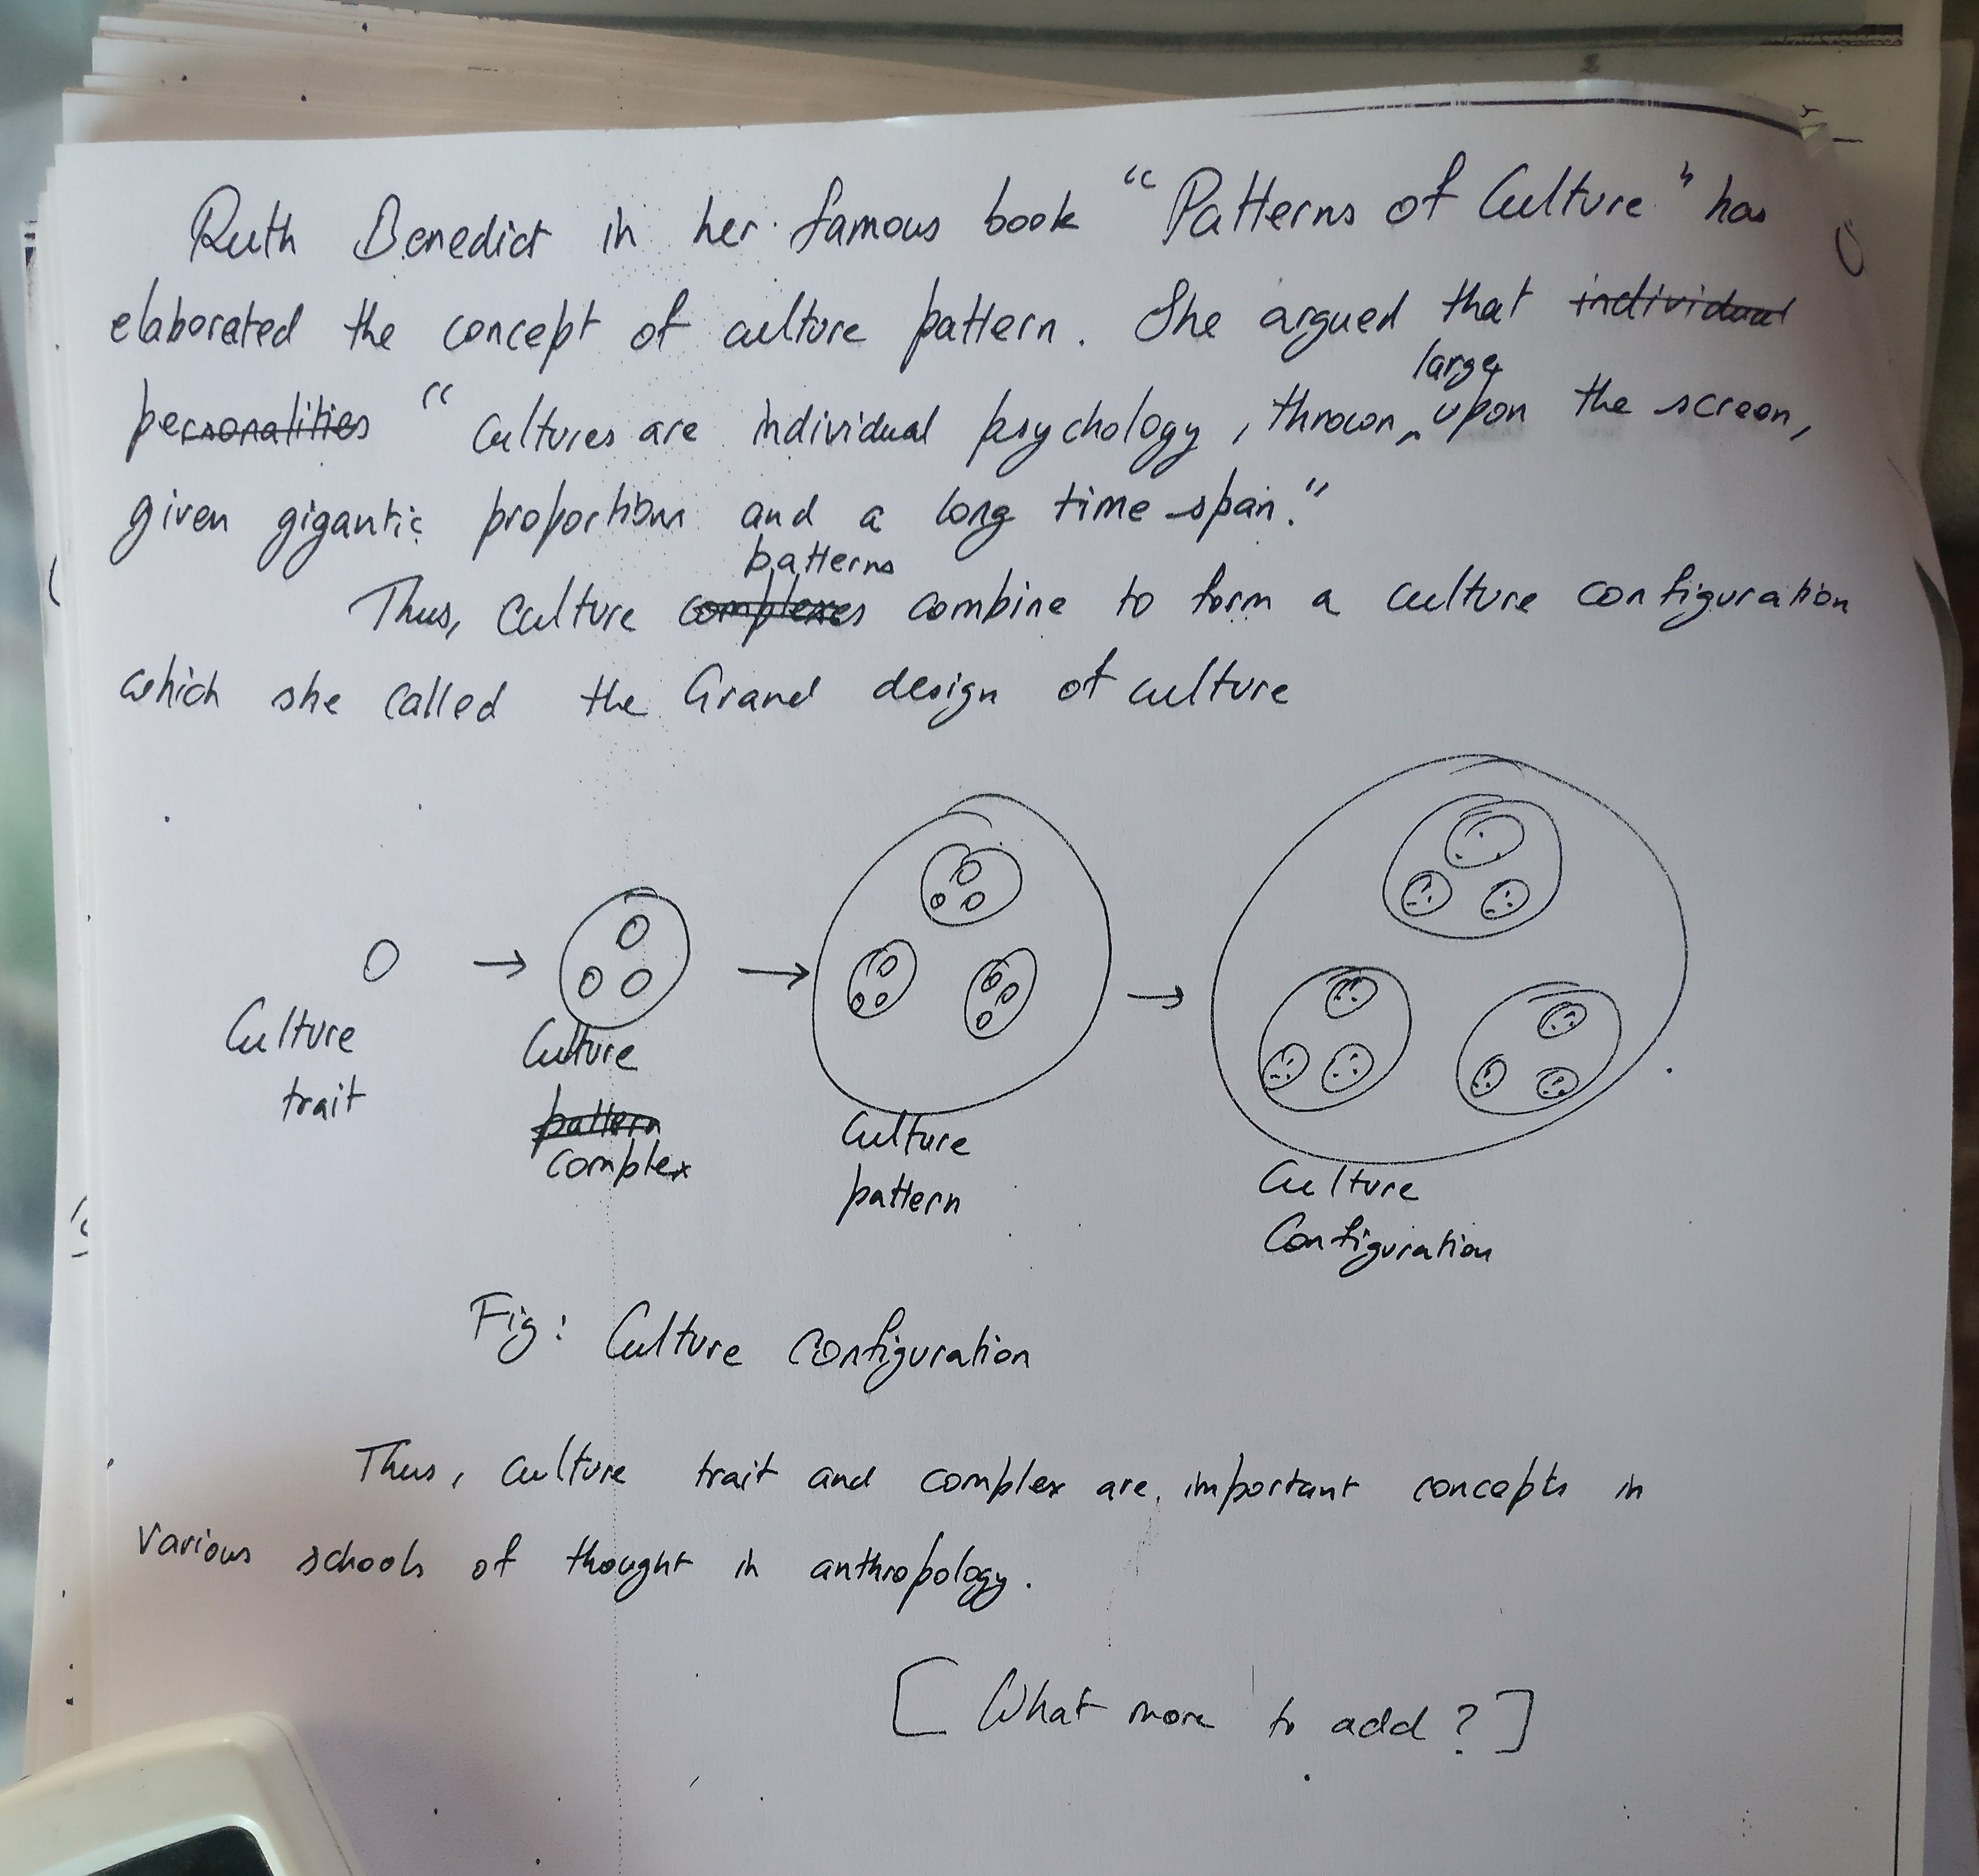 Ruth Benedict in her famous book "Patterns of Culture" has
elaborated the concept of culture pattern. She argued that individual
personalities "Cultures are individual psychology, thrown large upon the screen,
given gigantic proportions and a long time span."
Thus, culture complexes patterns combine to form a culture configuration
which she called the Grand design of culture
Culture
trait
Culture
pattern
complex
Culture
pattern
Culture
Configuration
Fig: Culture configuration
Thus, culture trait and complex are important concepts in
various schools of thought in anthropology.
[What more to add?]